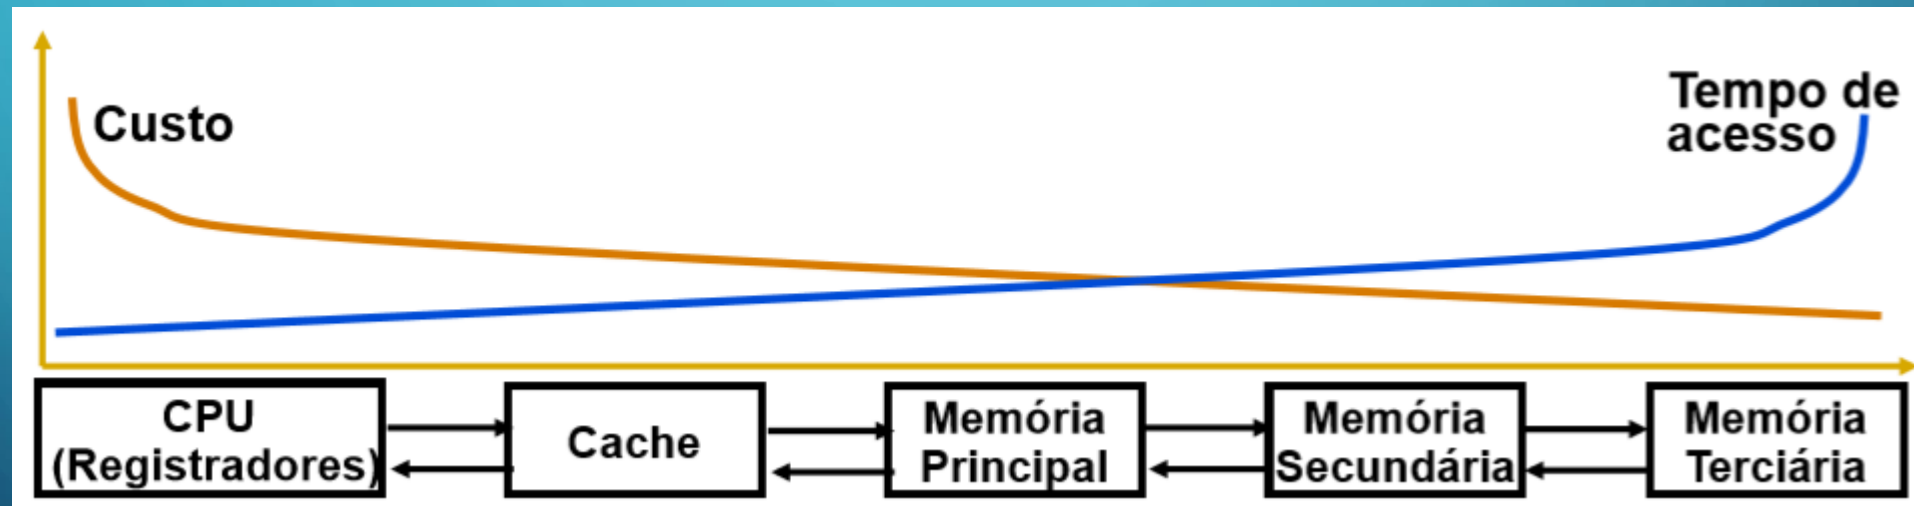 Custo
Tempo de
acesso
CPU
(Registradores)
Cache
Memória
Principal
Memória
Secundária
Memória
Terciária